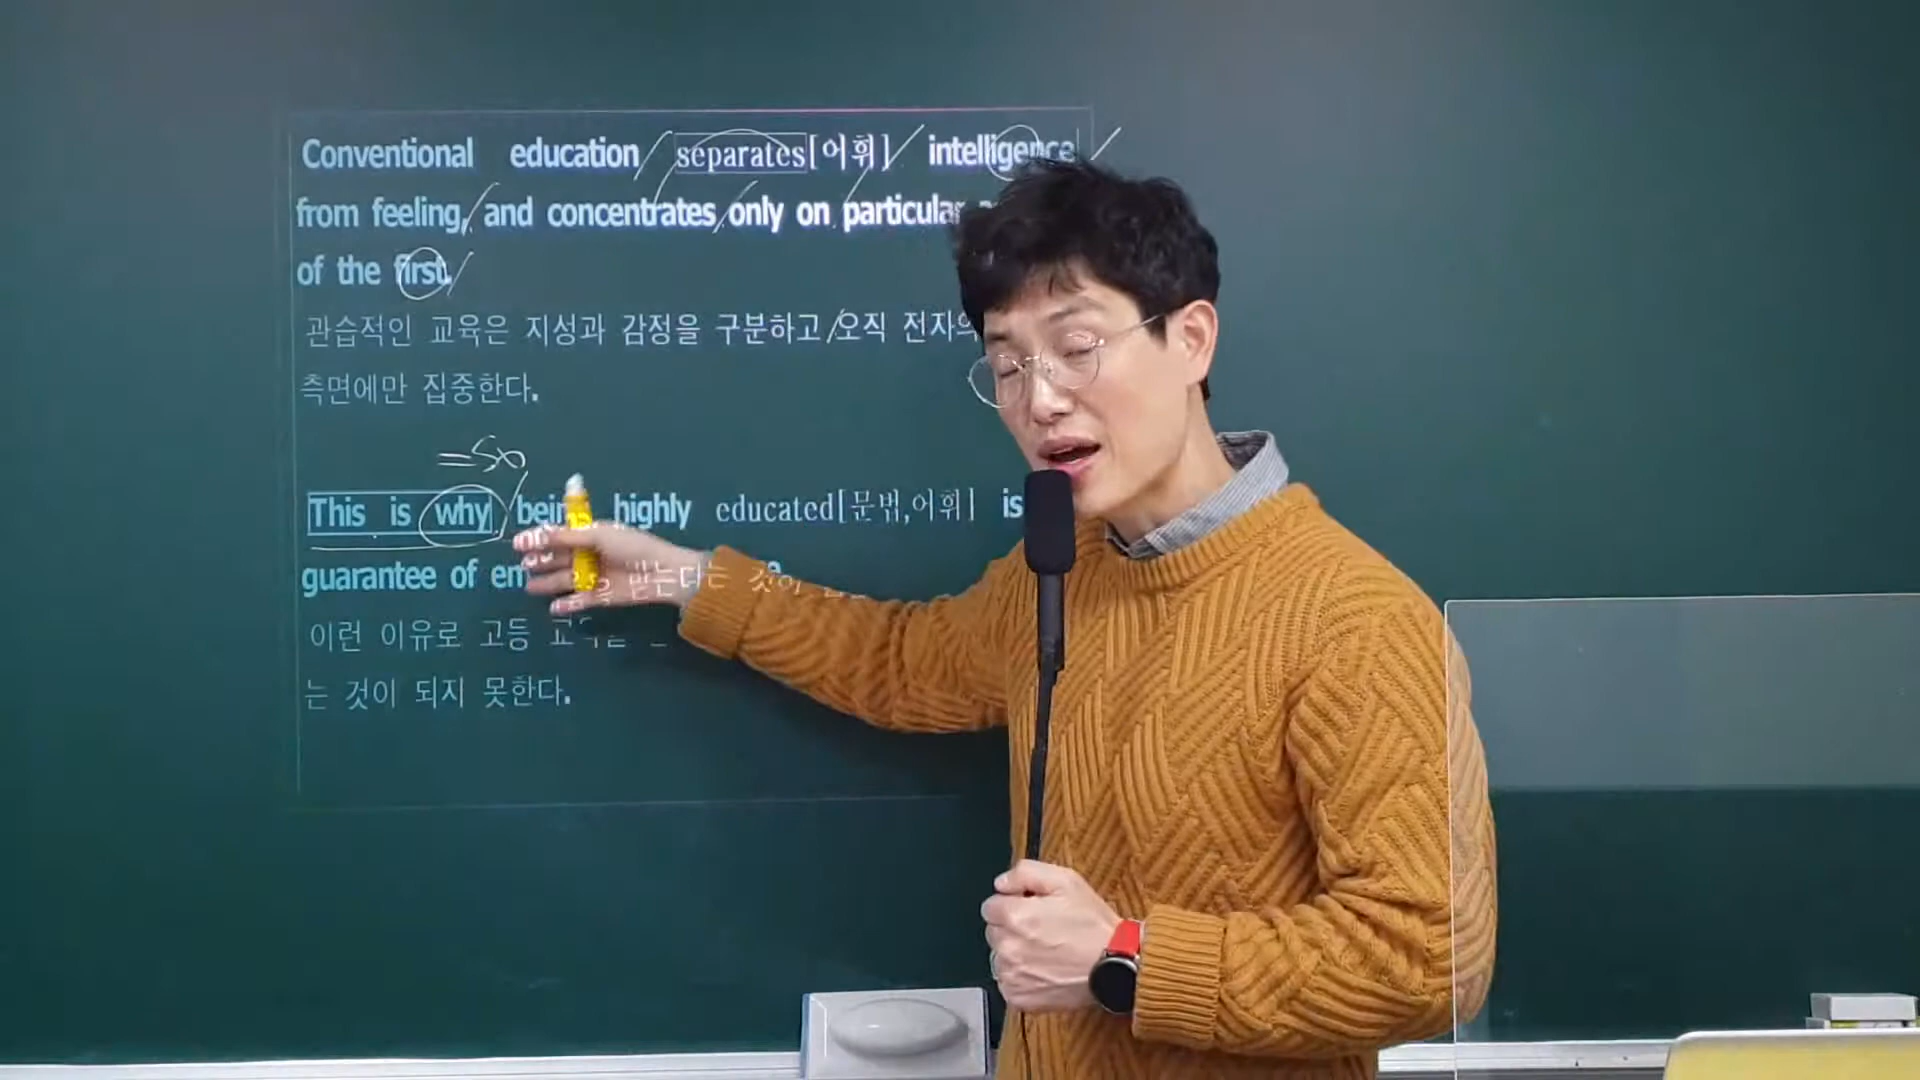 Conventional education separates[어휘] intelligence
from feeling, and concentrates only on particular
of the first.
관습적인 교육은 지성과 감정을 구분하고 오직 전자의
측면에만 집중한다.
=So
This is why being highly educated[문법,어휘] is
guarantee of
이런 이유로 고등
는 것이 되지 못한다.